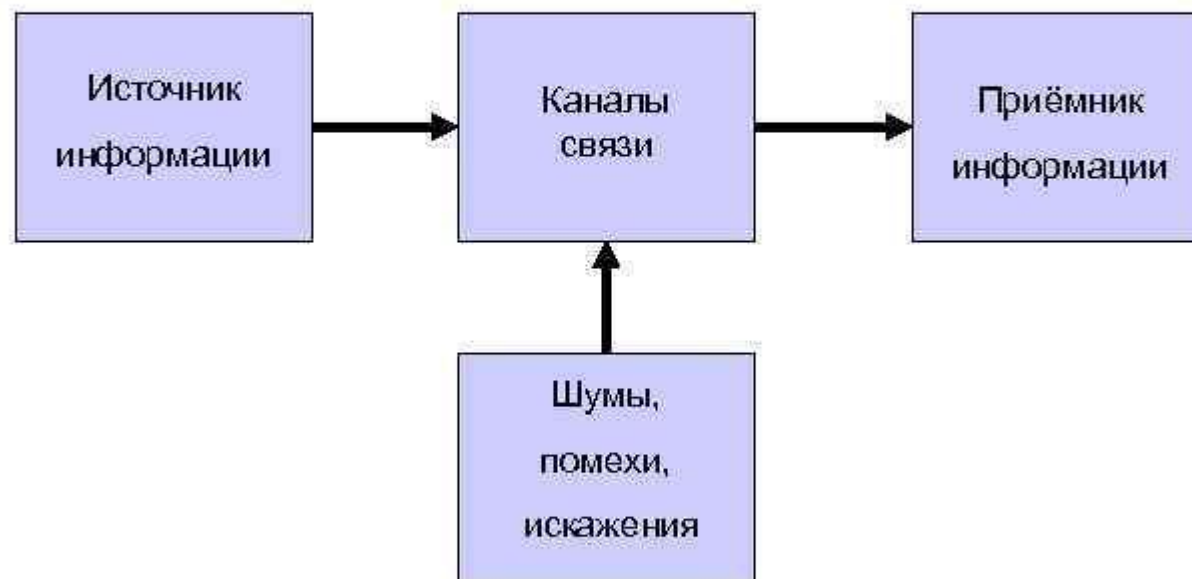 Источник
информации
Каналы
связи
Приёмник
информации
Шумы,
помехи,
искажения